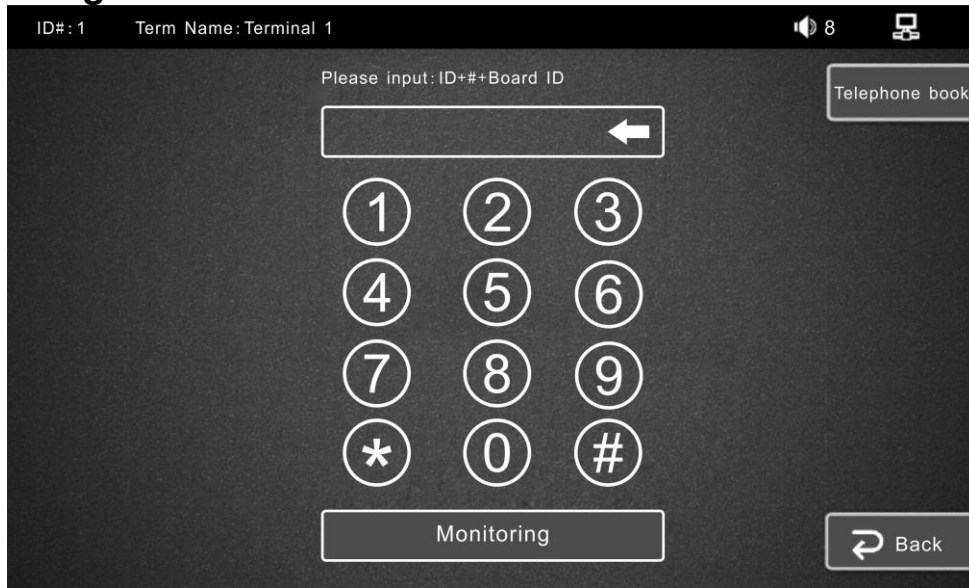 ID#:1 Term Name:Terminal 1 8
Please input:ID+#+Board ID
Telephone book
1 2 3
4 5 6
7 8 9
* 0 #
Monitoring
Back